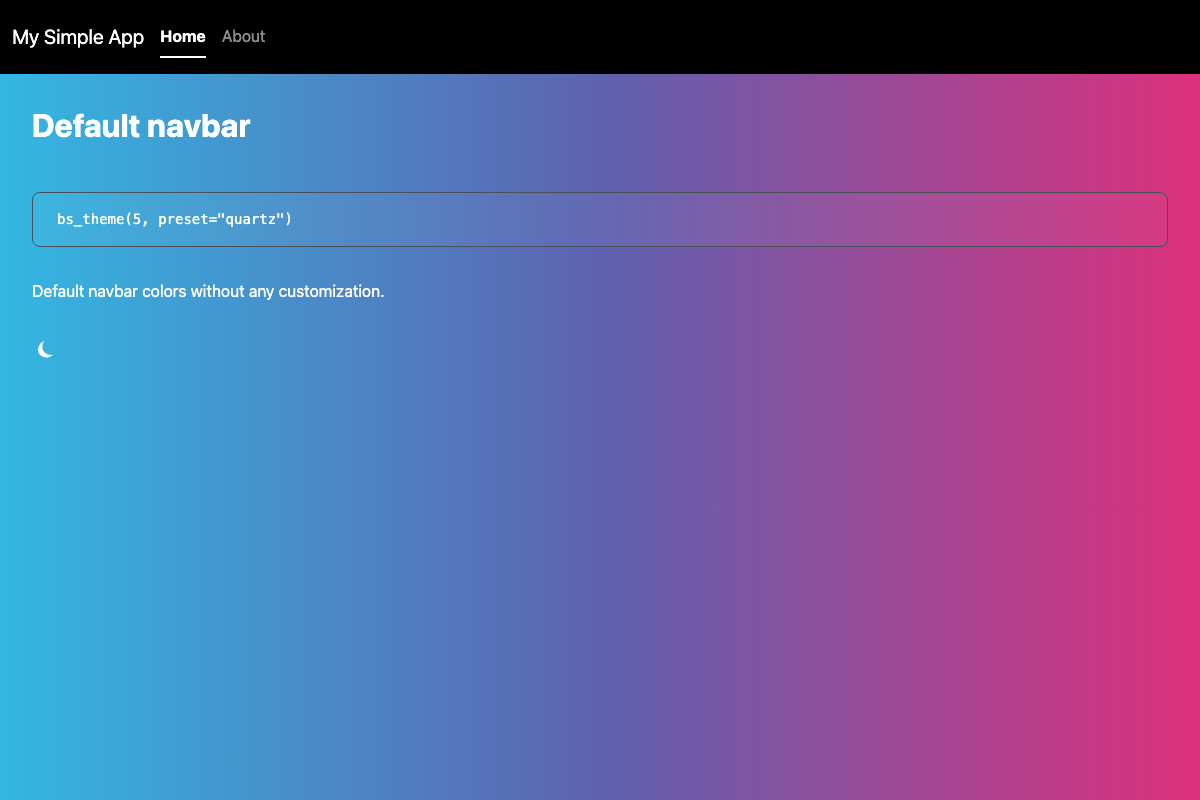 My Simple App Home About
Default navbar
bs_theme(5, preset="quartz")
Default navbar colors without any customization.